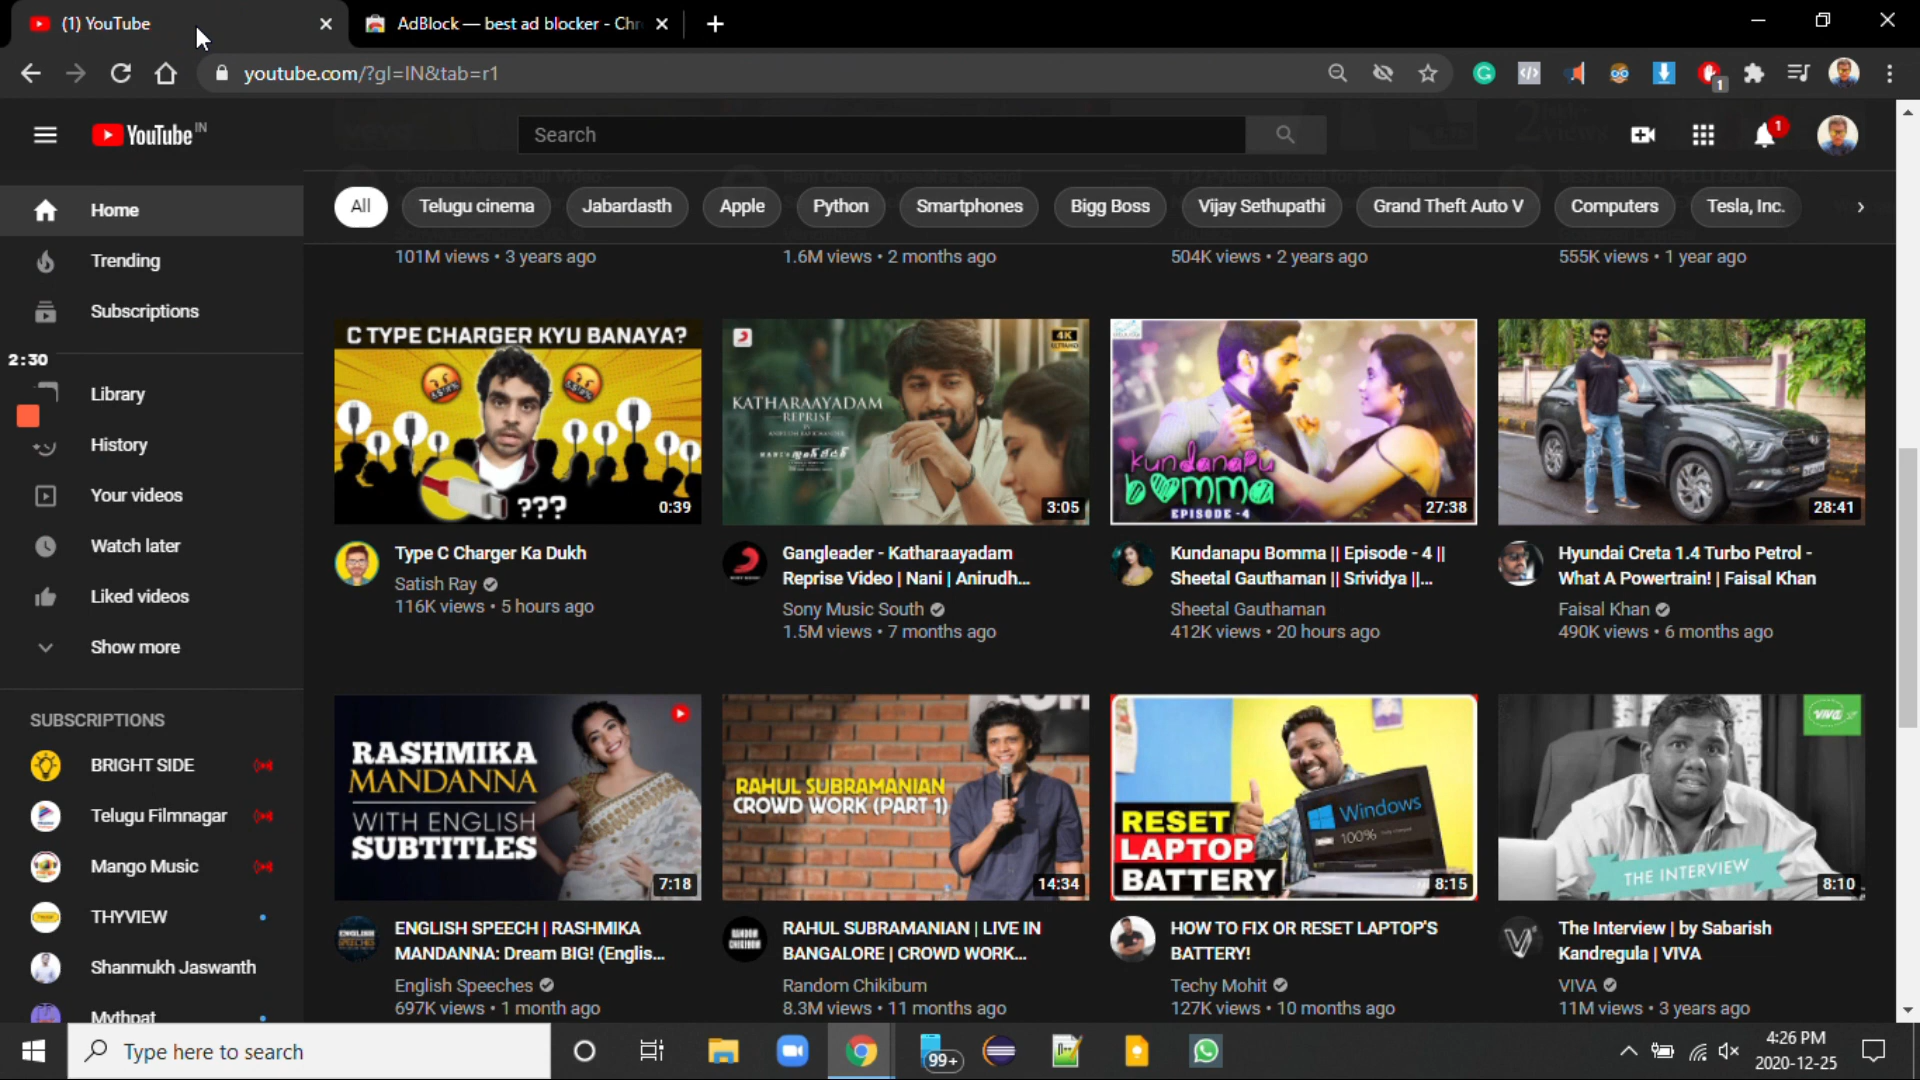 (1) YouTube
AdBlock — best ad blocker - Chr
youtube.com/?gl=IN&tab=r1
1
YouTube IN
Search
1
Home
Trending
Subscriptions
2:30
Library
History
Your videos
Watch later
Liked videos
Show more
SUBSCRIPTIONS
BRIGHT SIDE
Telugu Filmnagar
Mango Music
THYVIEW
Shanmukh Jaswanth
Mythpat
All
Telugu cinema
Jabardasth
Apple
Python
Smartphones
Bigg Boss
Vijay Sethupathi
Grand Theft Auto V
Computers
Tesla, Inc.
101M views • 3 years ago
1.6M views • 2 months ago
504K views • 2 years ago
555K views • 1 year ago
C TYPE CHARGER KYU BANAYA?
???
0:39
Type C Charger Ka Dukh
Satish Ray
116K views • 5 hours ago
4K
KATHARAAYADAM
REPRISE
3:05
Gangleader - Katharaayadam
Reprise Video | Nani | Anirudh...
Sony Music South
1.5M views • 7 months ago
kundanapu
bomma
EPISODE -4
27:38
Kundanapu Bomma || Episode - 4 ||
Sheetal Gauthaman || Srividya ||...
Sheetal Gauthaman
412K views • 20 hours ago
28:41
Hyundai Creta 1.4 Turbo Petrol -
What A Powertrain! | Faisal Khan
Faisal Khan
490K views • 6 months ago
RASHMIKA
MANDANNA
WITH ENGLISH
SUBTITLES
7:18
ENGLISH SPEECH | RASHMIKA
MANDANNA: Dream BIG! (Englis...
English Speeches
697K views • 1 month ago
RAHUL SUBRAMANIAN
CROWD WORK (PART 1)
14:34
RAHUL SUBRAMANIAN | LIVE IN
BANGALORE | CROWD WORK...
Random Chikibum
8.3M views • 11 months ago
Windows
100%
RESET
LAPTOP
BATTERY
8:15
HOW TO FIX OR RESET LAPTOP'S
BATTERY!
Techy Mohit
127K views • 10 months ago
VIVA
THE INTERVIEW
8:10
The Interview | by Sabarish
Kandregula | VIVA
VIVA
11M views • 3 years ago
Type here to search
99+
4:26 PM
2020-12-25